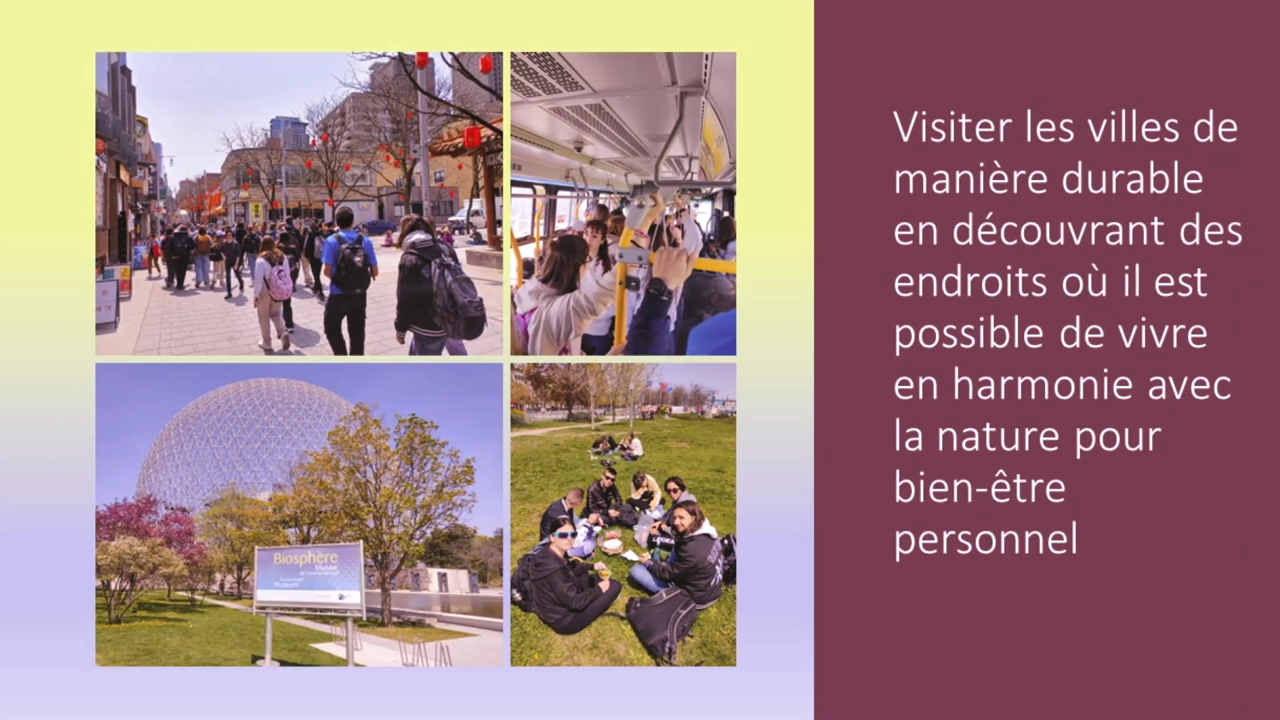 Visiter les villes de
manière durable
en découvrant des
endroits où il est
possible de vivre
en harmonie avec
la nature pour
bien-être
personnel
Biosphère
Musée
Museum